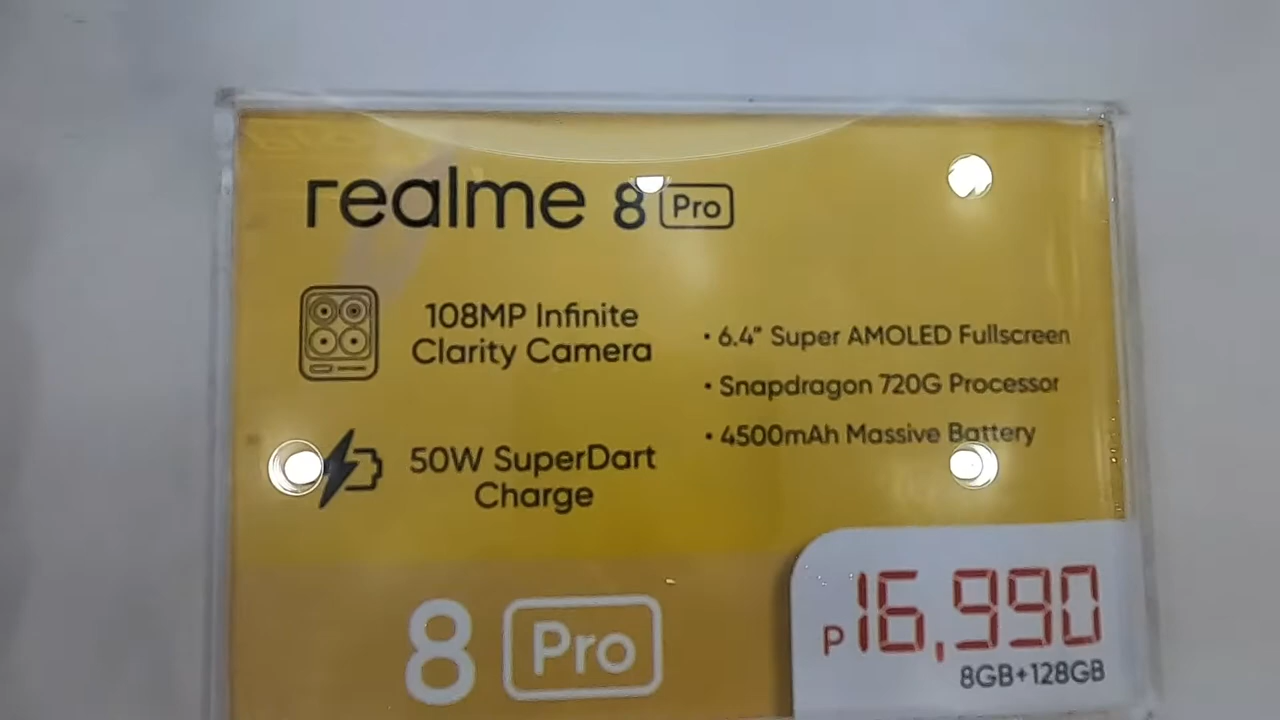 realme 8 Pro
108MP Infinite
Clarity Camera
50W SuperDart
Charge
• 6.4" Super AMOLED Fullscreen
• Snapdragon 720G Processor
• 4500mAh Massive Battery
8 Pro
P16,990
8GB+128GB